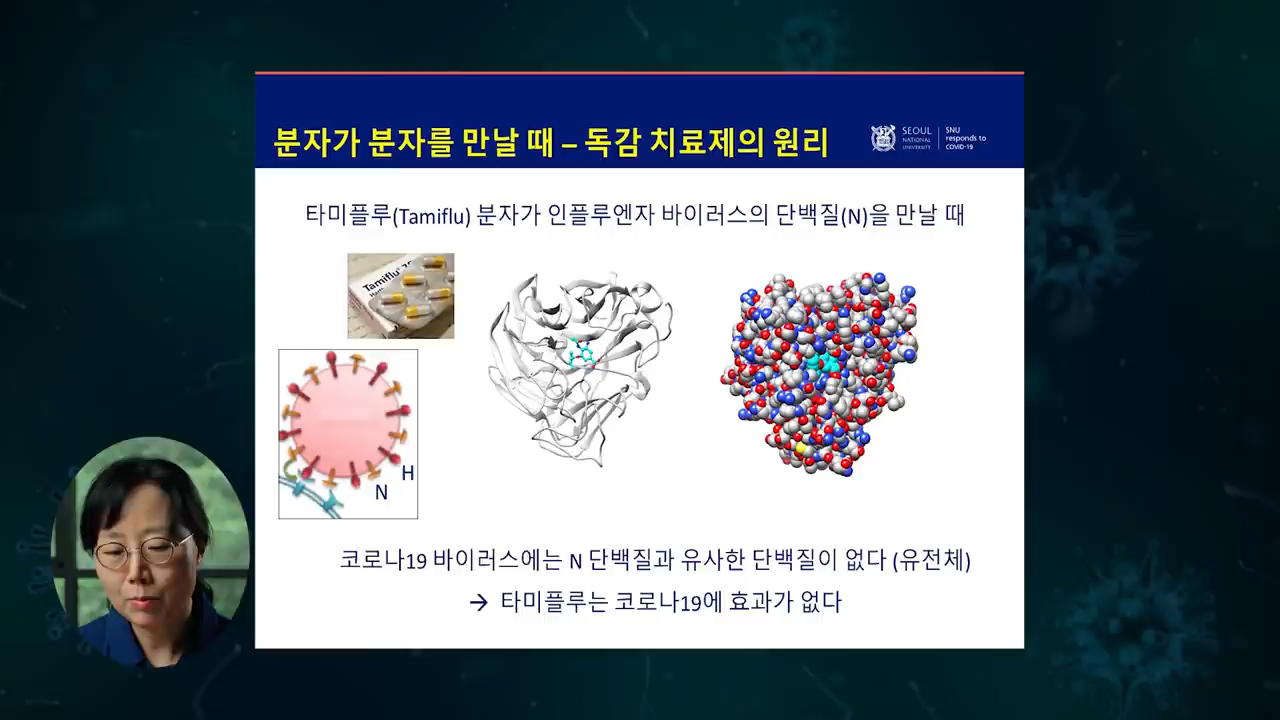 분자가 분자를 만날 때 – 독감 치료제의 원리
SEOUL
NATIONAL
UNIVERSITY
SNU
responds to
COVID-19
타미플루(Tamiflu) 분자가 인플루엔자 바이러스의 단백질(N)을 만날 때
Tamiflu
H
N
코로나19 바이러스에는 N 단백질과 유사한 단백질이 없다 (유전체)
→ 타미플루는 코로나19에 효과가 없다